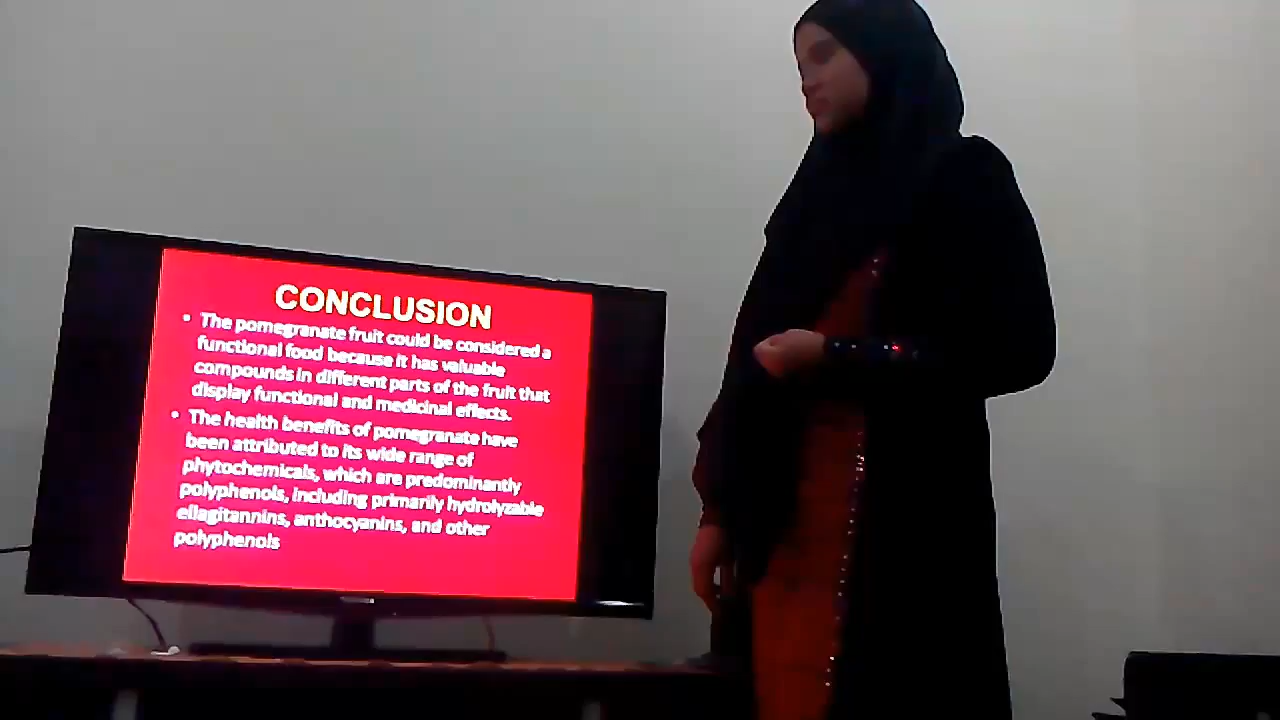 CONCLUSION
• The pomegranate fruit could be considered a
functional food because it has valuable
compounds in different parts of the fruit that
display functional and medicinal effects.
• The health benefits of pomegranate have
been attributed to its wide range of
phytochemicals, which are predominantly
polyphenols, including primarily hydrolyzable
ellagitannins, anthocyanins, and other
polyphenols